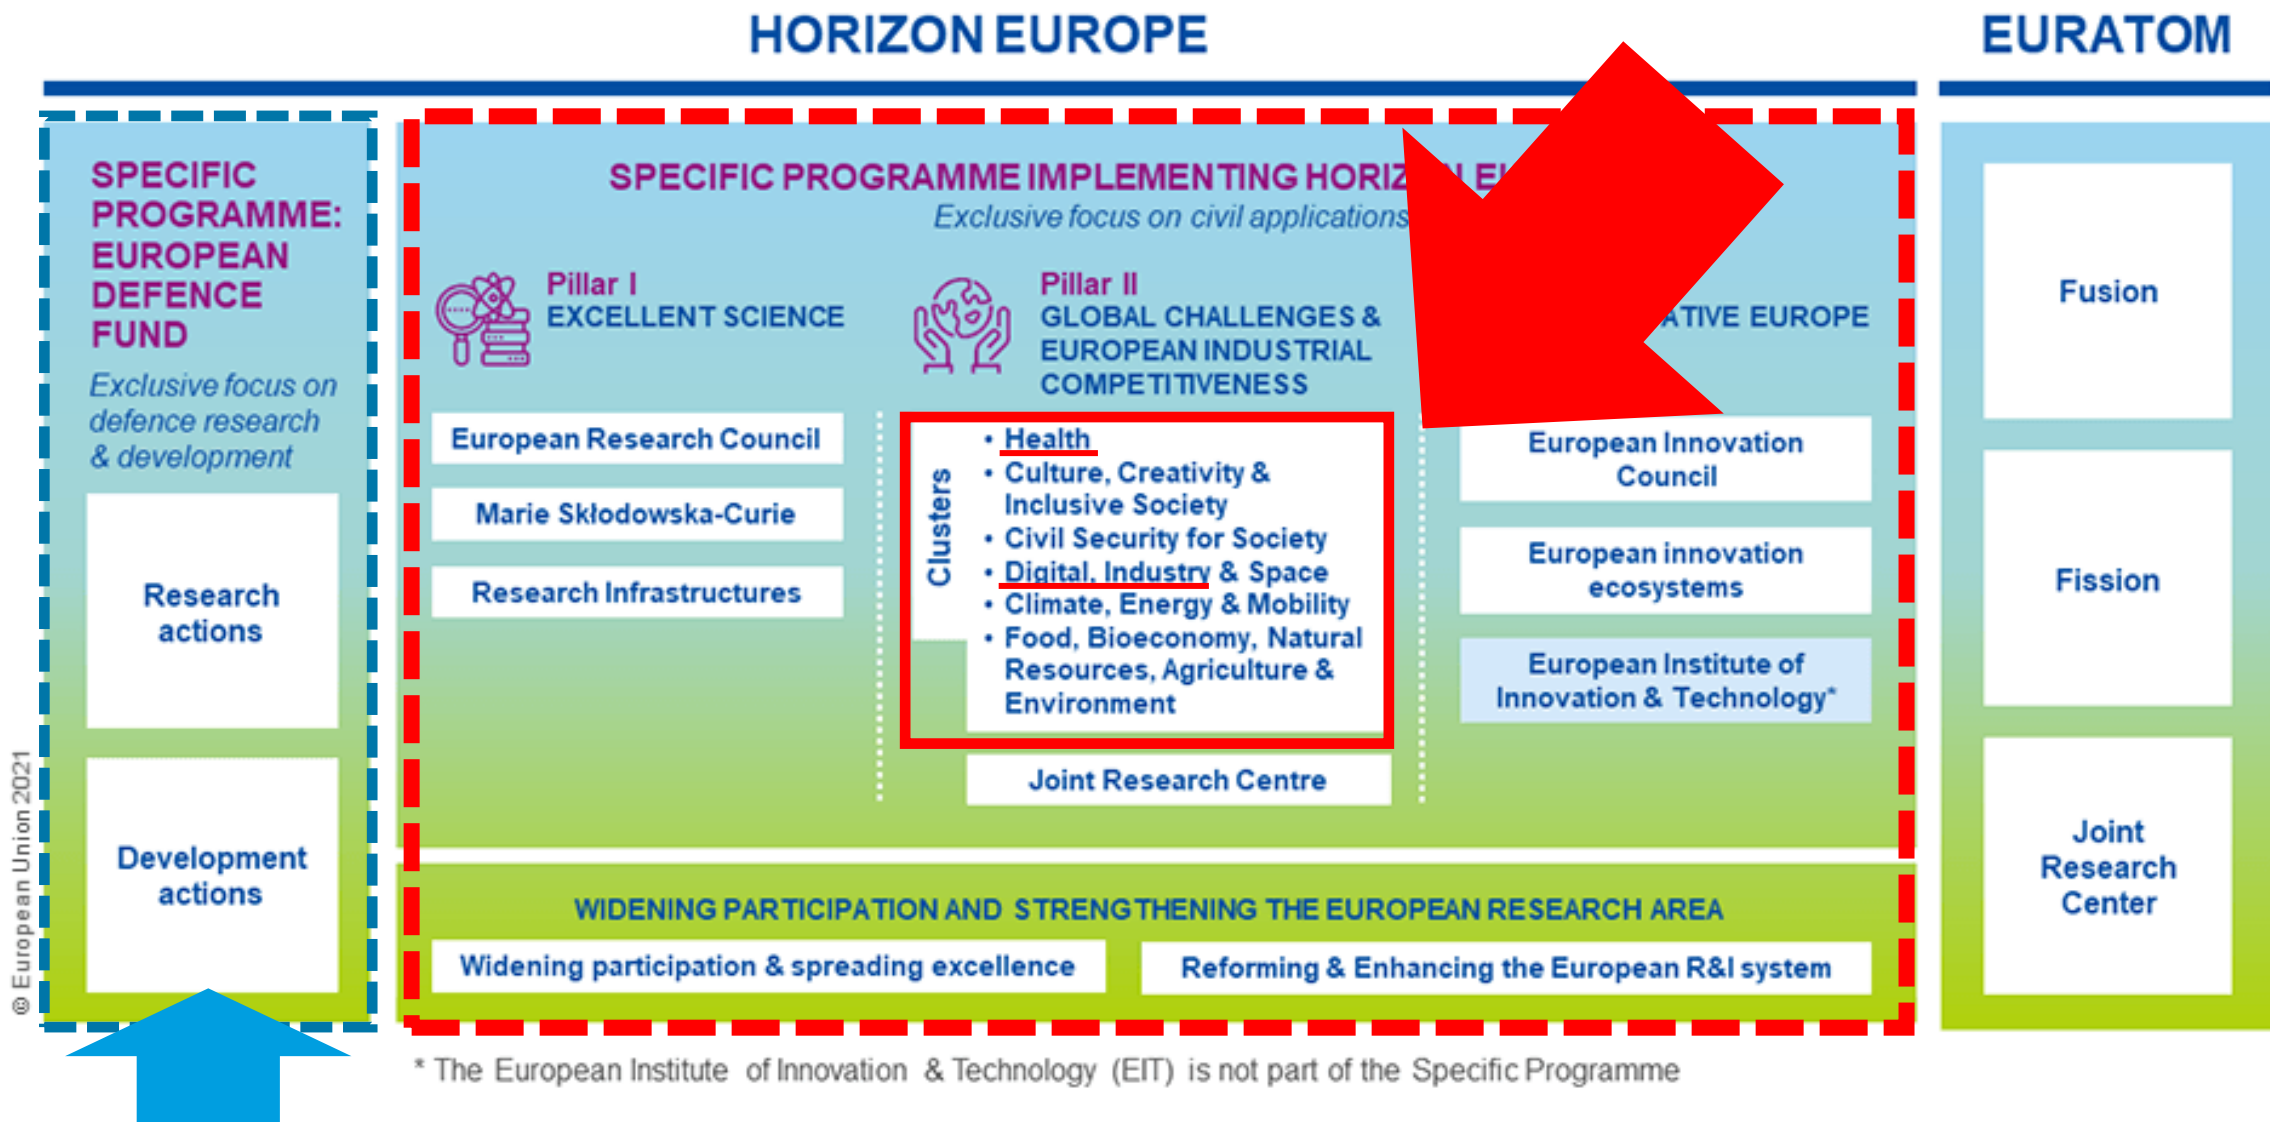 HORIZON EUROPE
EURATOM
SPECIFIC
PROGRAMME:
EUROPEAN
DEFENCE
FUND
Exclusive focus on
defence research
& development
Research
actions
Development
actions
© European Union 2021
SPECIFIC PROGRAMME IMPLEMENTING
Exclusive focus on civil applications
Pillar I
EXCELLENT SCIENCE
European Research Council
Marie Skłodowska-Curie
Research Infrastructures
Pillar II
GLOBAL CHALLENGES &
EUROPEAN INDUSTRIAL
COMPETITIVENESS
Clusters
• Health
• Culture, Creativity &
Inclusive Society
• Civil Security for Society
• Digital, Industry & Space
• Climate, Energy & Mobility
• Food, Bioeconomy, Natural
Resources, Agriculture &
Environment
Joint Research Centre
EUROPE
European Innovation
Council
European innovation
ecosystems
European Institute of
Innovation & Technology*
WIDENING PARTICIPATION AND STRENGTHENING THE EUROPEAN RESEARCH AREA
Widening participation & spreading excellence
Reforming & Enhancing the European R&I system
Fusion
Fission
Joint
Research
Center
* The European Institute of Innovation & Technology (EIT) is not part of the Specific Programme